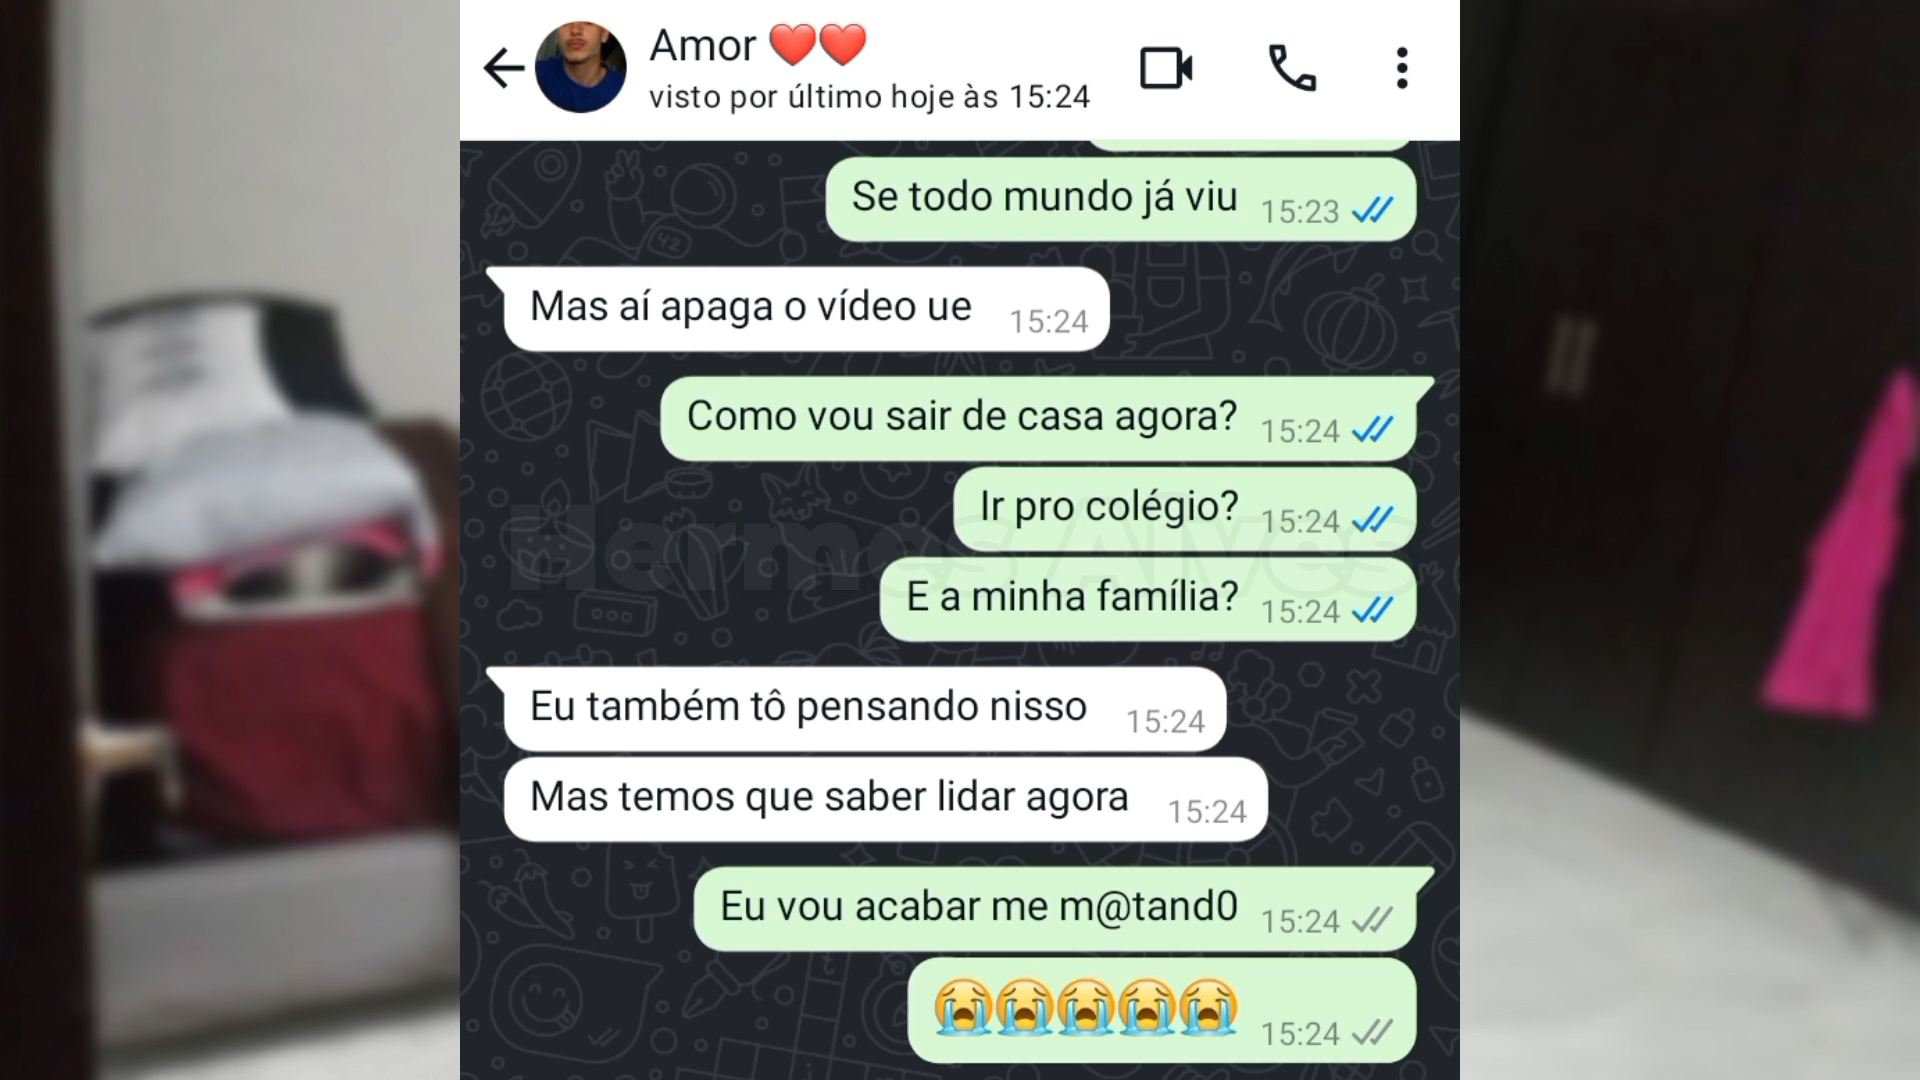 Amor ❤️❤️
visto por último hoje às 15:24
Se todo mundo já viu 15:23
Mas aí apaga o vídeo ue 15:24
Como vou sair de casa agora? 15:24
Ir pro colégio? 15:24
Hermes Alves
E a minha família? 15:24
Eu também tô pensando nisso 15:24
Mas temos que saber lidar agora 15:24
Eu vou acabar me m@tand0 15:24
😭😭😭😭😭 15:24